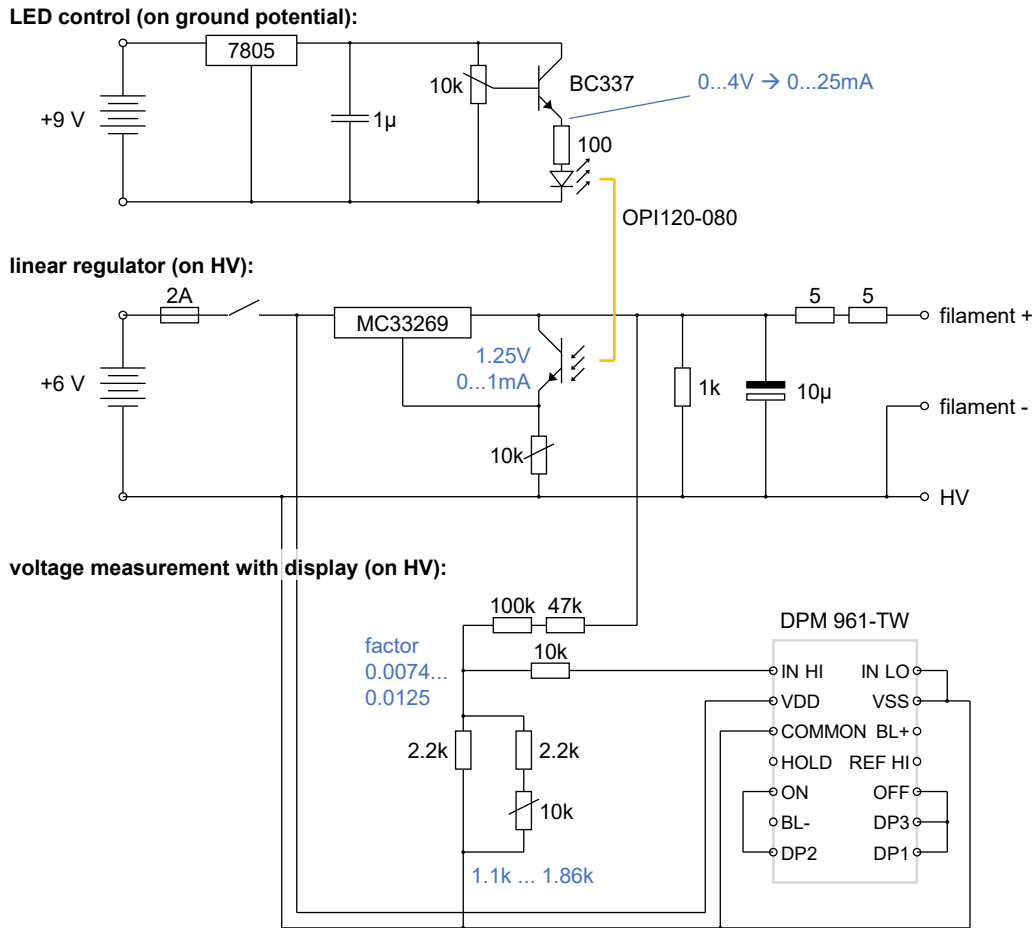 LED control (on ground potential):
7805
+9 V
1µ
10k
BC337
0...4V → 0...25mA
100
OPI120-080
linear regulator (on HV):
2A
MC33269
5 5
filament +
+6 V
1.25V
0...1mA
1k
10µ
filament -
10k
HV
voltage measurement with display (on HV):
100k 47k
DPM 961-TW
factor
0.0074...
0.0125
10k
IN HI IN LO
VDD VSS
COMMON BL+
HOLD REF HI
ON OFF
BL- DP3
DP2 DP1
2.2k 2.2k
10k
1.1k ... 1.86k